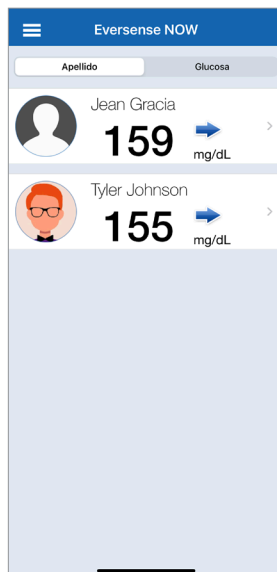 Eversense NOW
Apellido Glucosa
Jean Gracia
159
mg/dL
Tyler Johnson
155
mg/dL